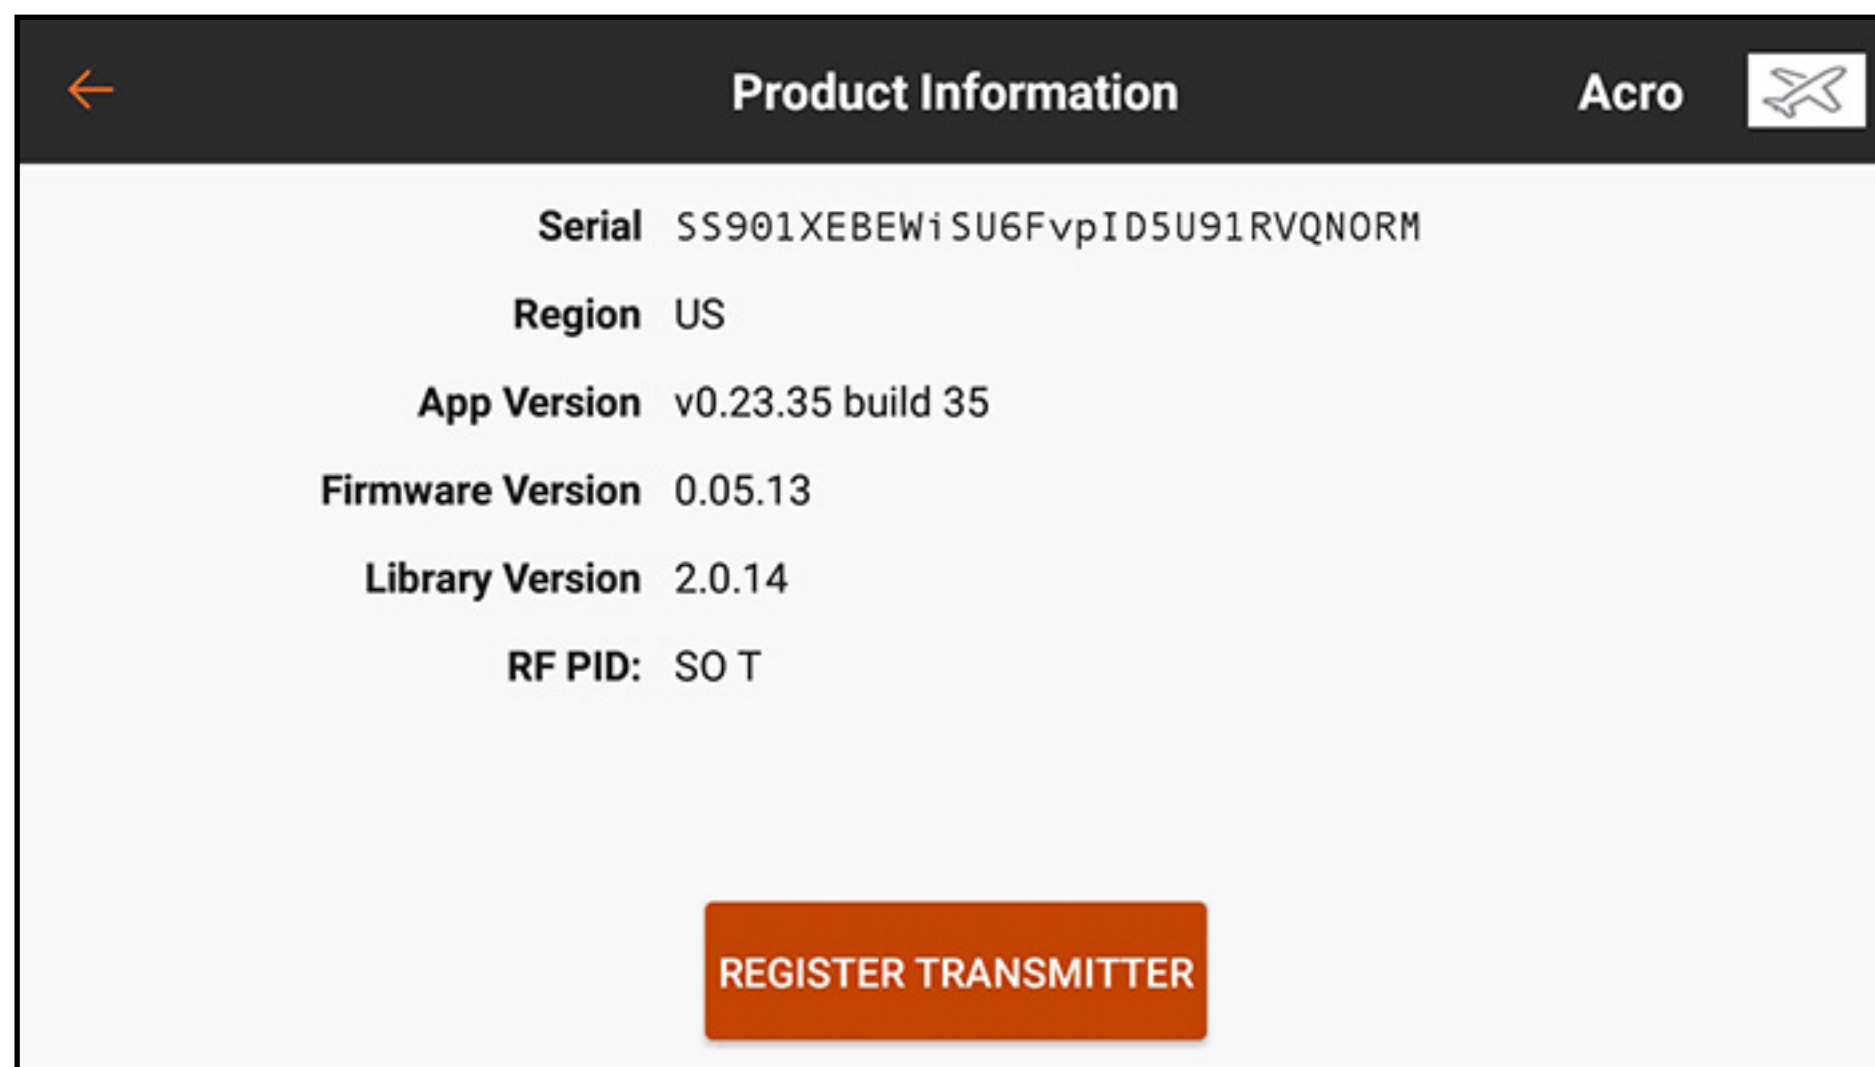 Product Information Acro
Serial SS901XEBEWiSU6FvpID5U91RVQNORM
Region US
App Version v0.23.35 build 35
Firmware Version 0.05.13
Library Version 2.0.14
RF PID: SO T
REGISTER TRANSMITTER